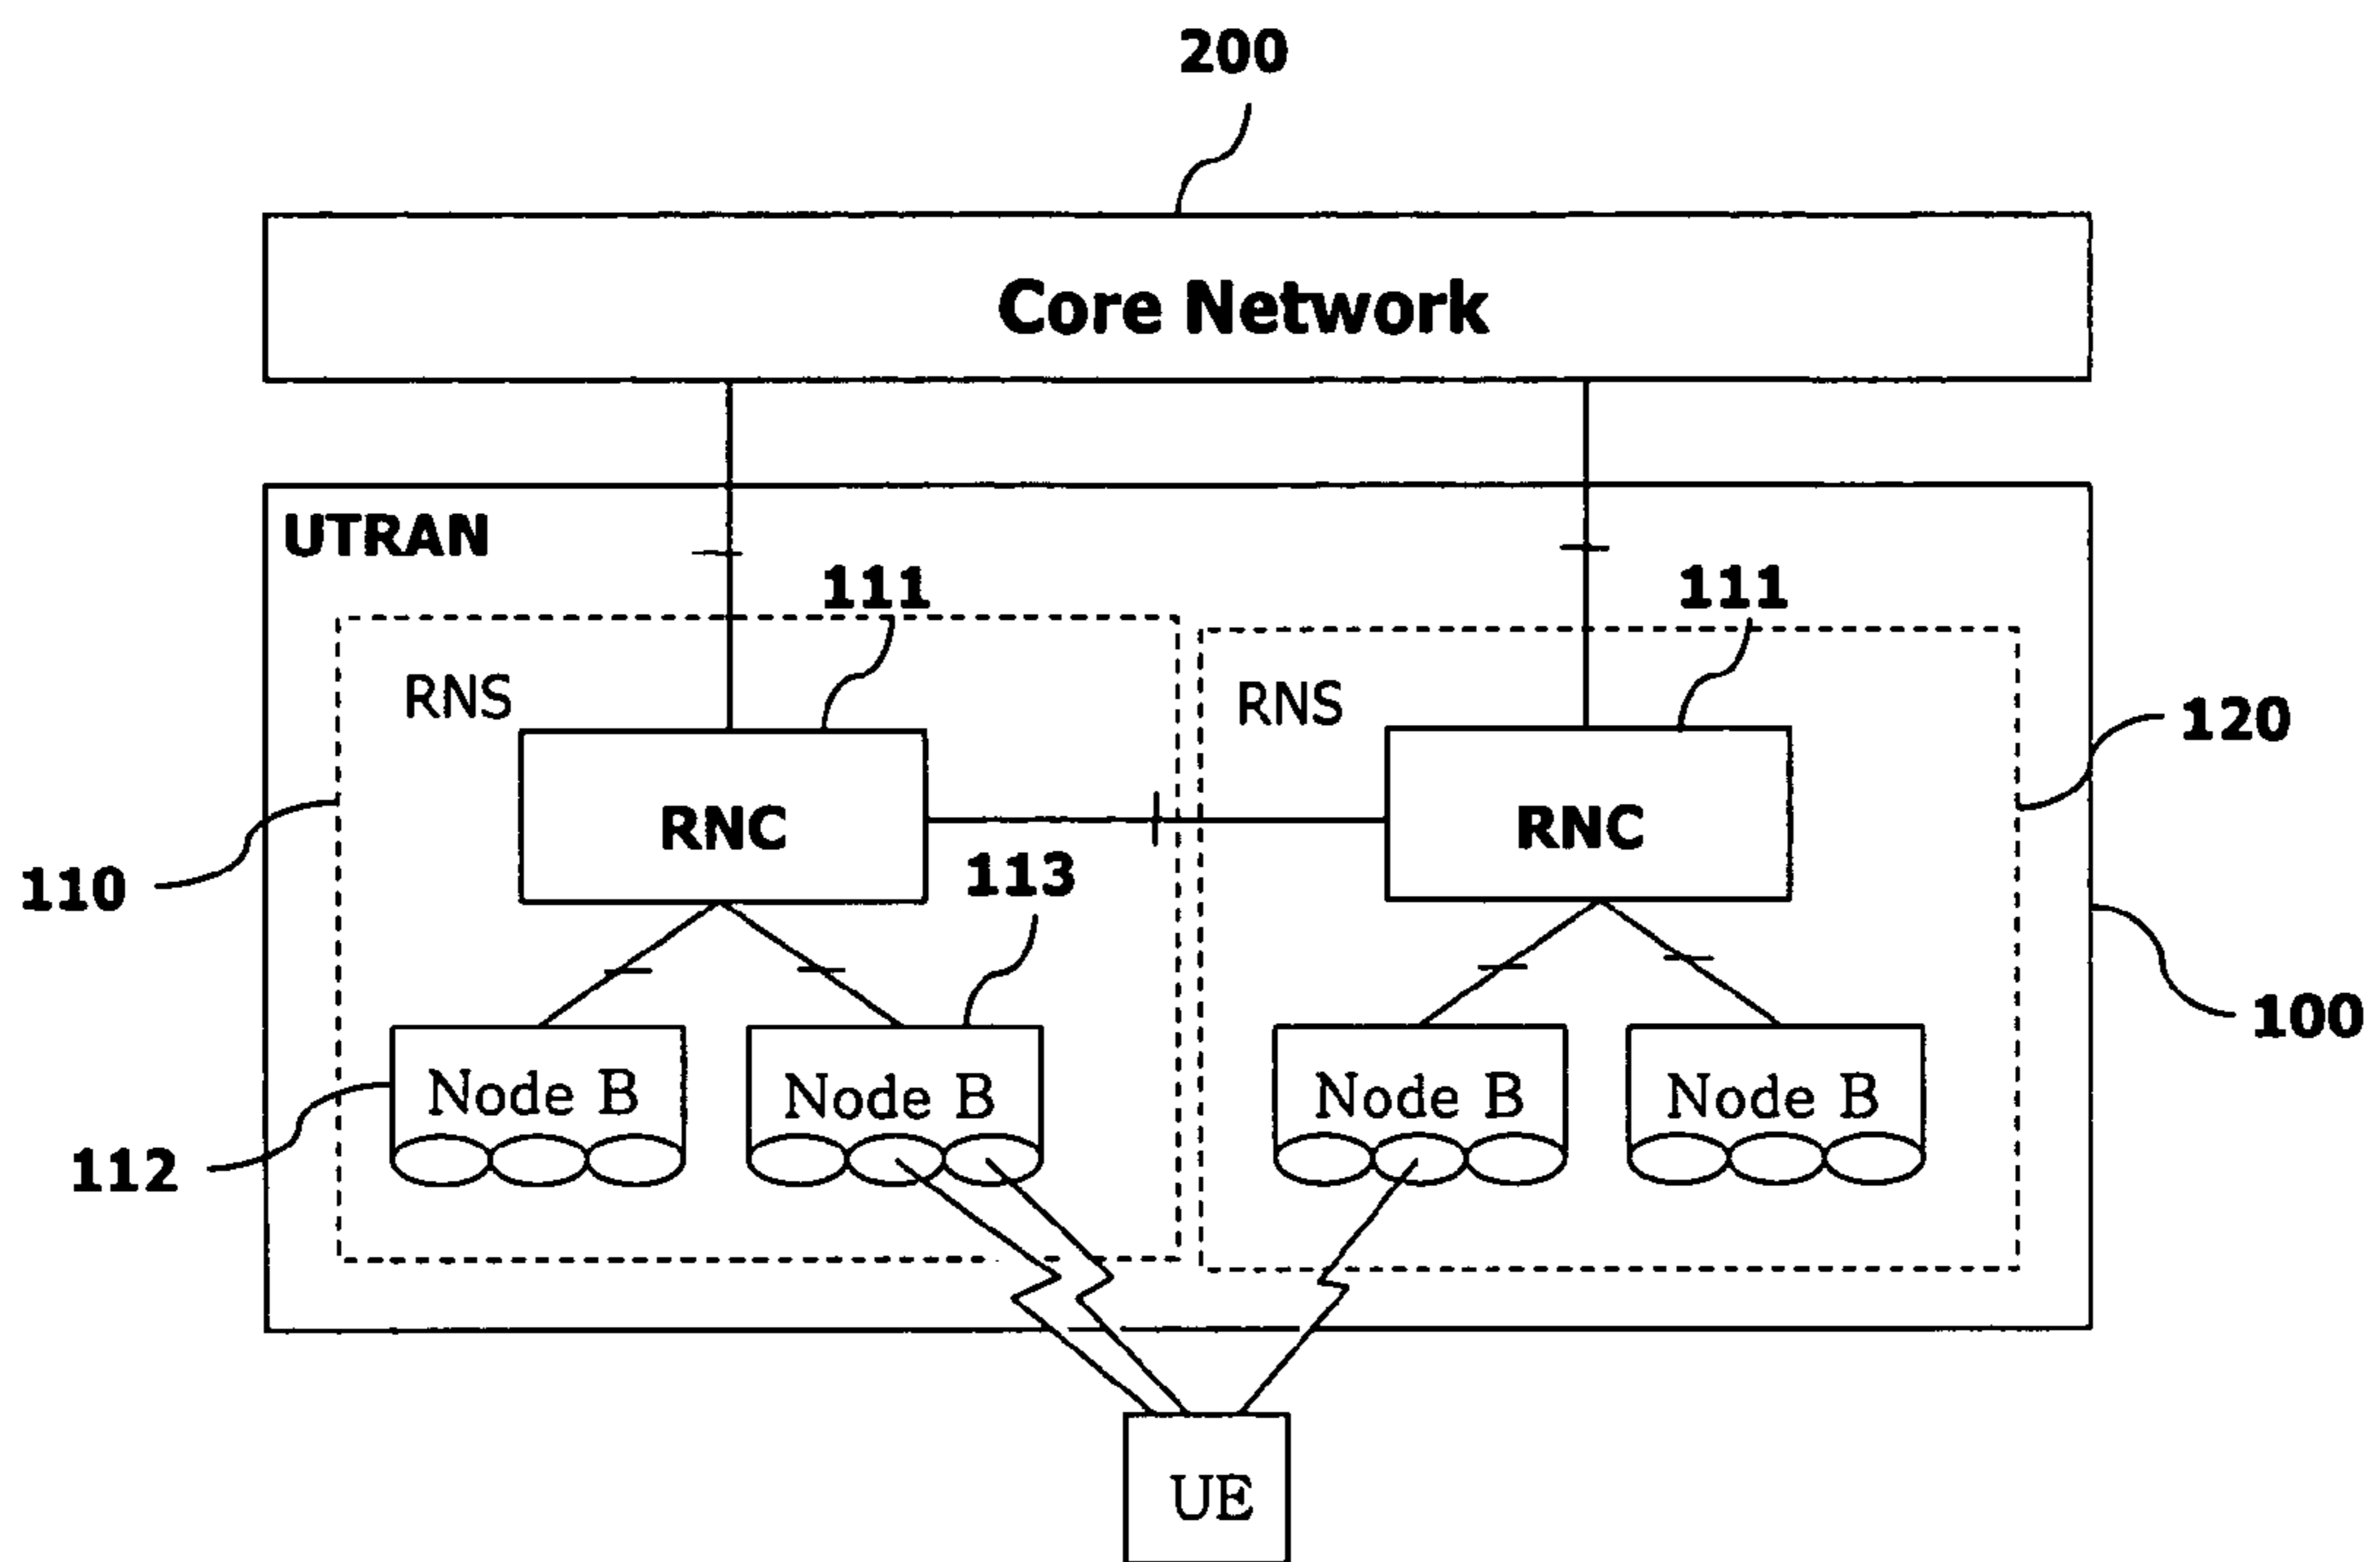 200
Core Network
UTRAN
111
111
RNS
RNS
120
RNC
RNC
110
113
100
Node B
Node B
Node B
Node B
112
UE